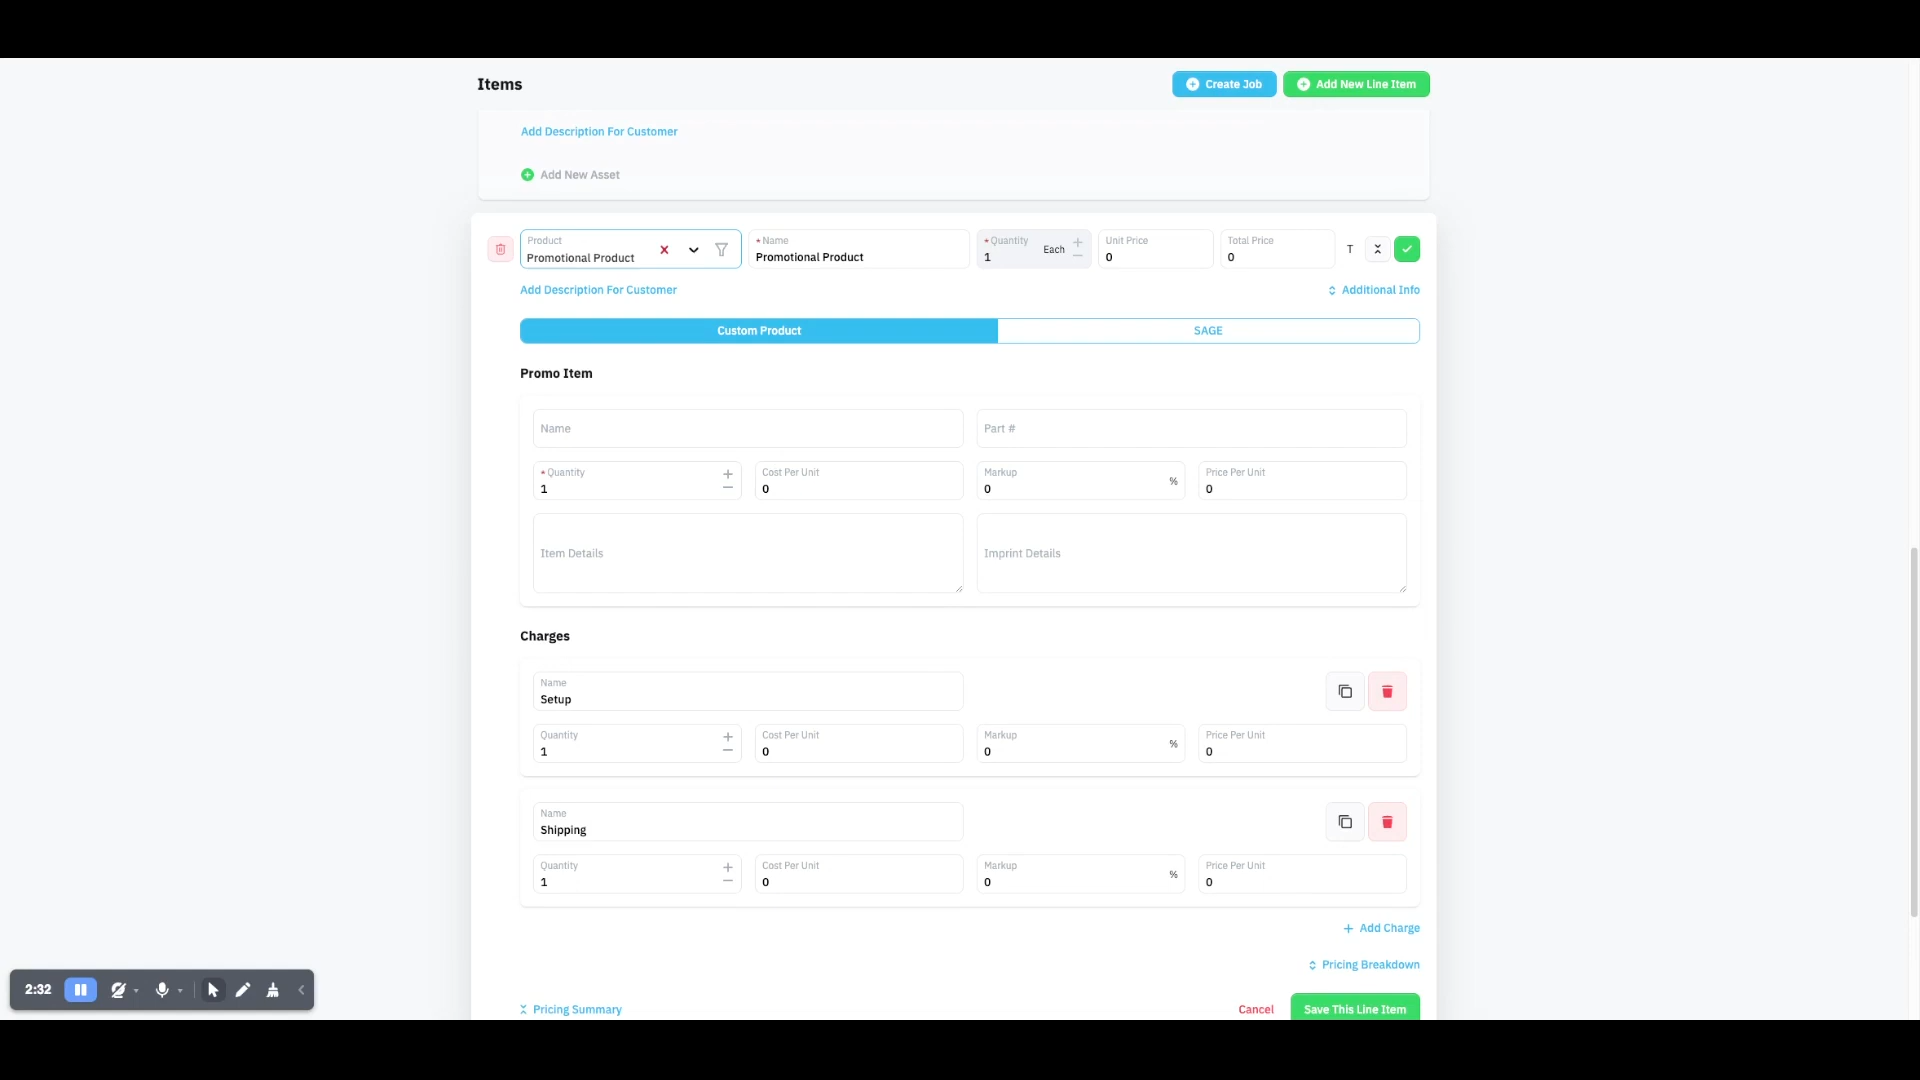 Items
Create Job
Add New Line Item
Add Description For Customer
Add New Asset
Product
Promotional Product
* Name
Promotional Product
* Quantity
1
Each
Unit Price
0
Total Price
0
T
Add Description For Customer
Additional Info
Custom Product
SAGE
Promo Item
Name
Part #
* Quantity
1
Cost Per Unit
0
Markup
0
%
Price Per Unit
0
Item Details
Imprint Details
Charges
Name
Setup
Quantity
1
Cost Per Unit
0
Markup
0
%
Price Per Unit
0
Name
Shipping
Quantity
1
Cost Per Unit
0
Markup
0
%
Price Per Unit
0
Add Charge
Pricing Breakdown
Pricing Summary
Cancel
Save This Line Item
2:32